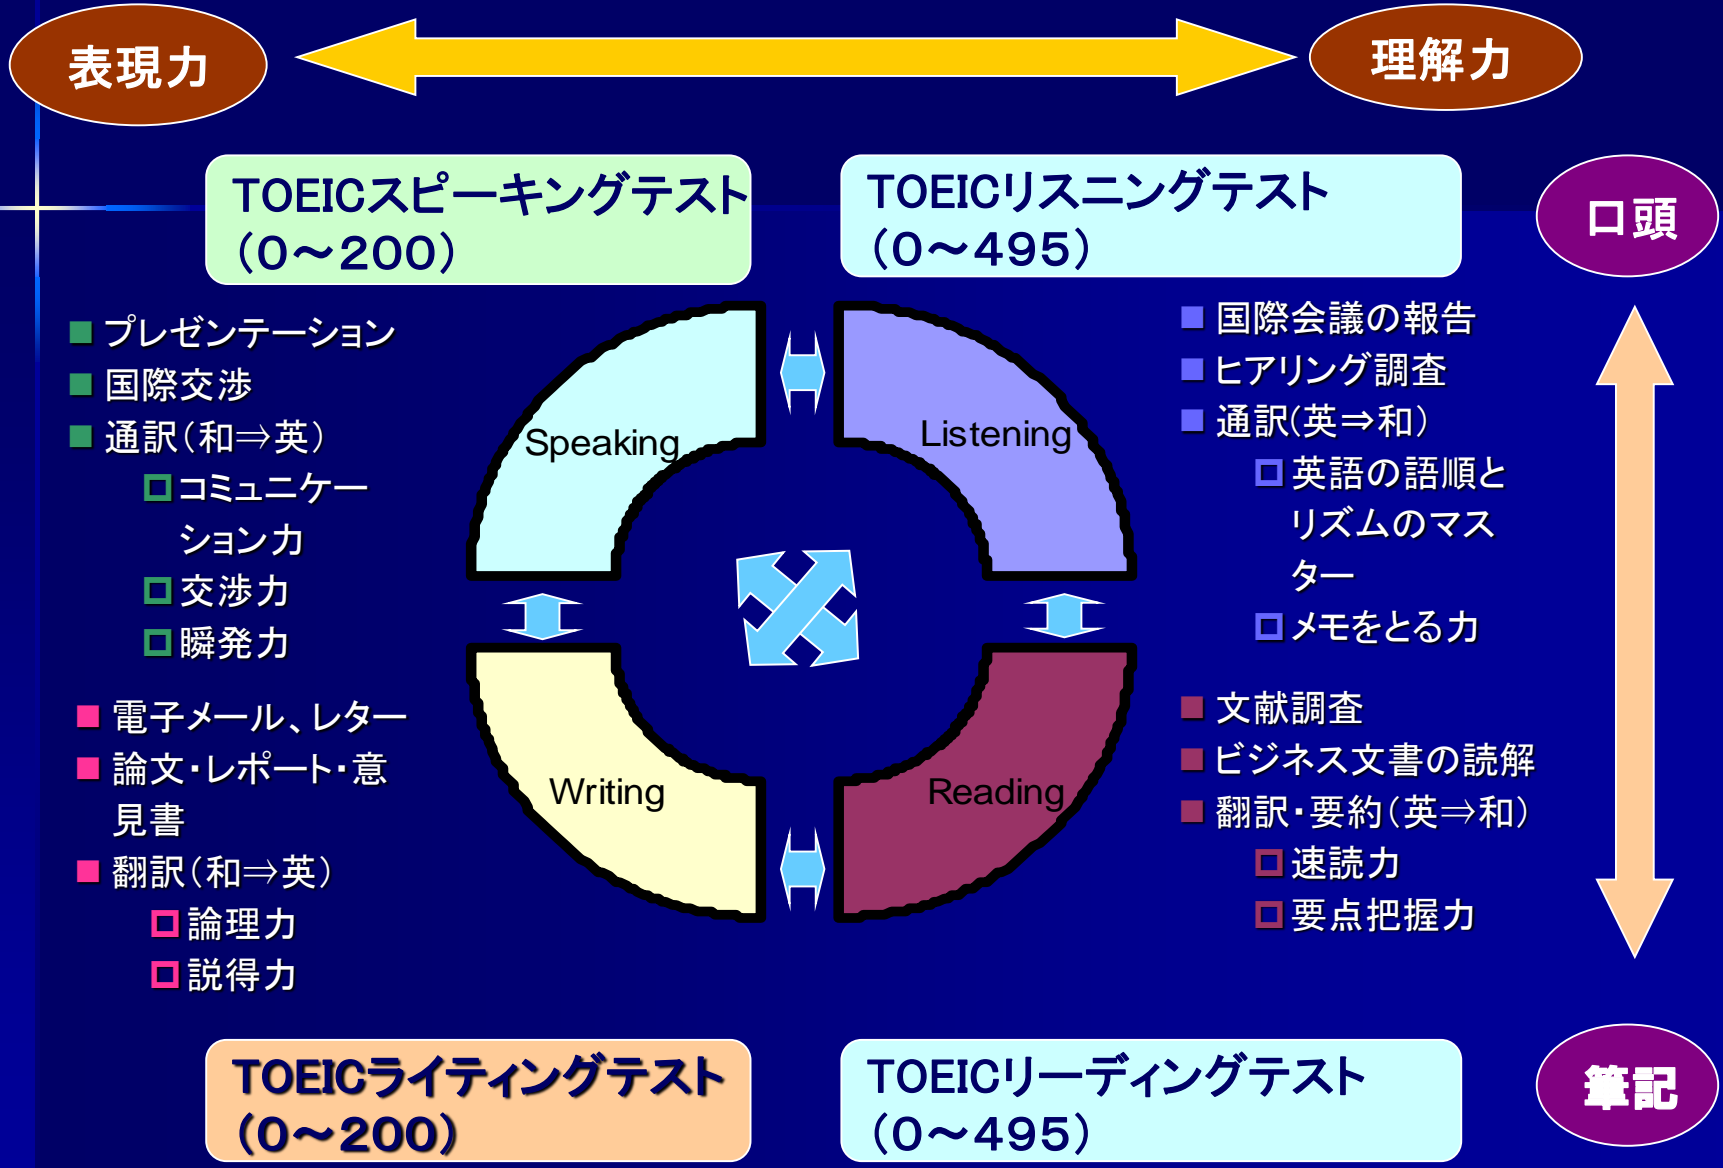 表現力
理解力
TOEICスピーキングテスト
(0～200)
TOEICリスニングテスト
(0～495)
口頭
プレゼンテーション
国際交渉
通訳(和⇒英)
コミュニケー
ション力
交渉力
瞬発力
Speaking
Listening
国際会議の報告
ヒアリング調査
通訳(英⇒和)
英語の語順と
リズムのマス
ター
メモをとる力
電子メール、レター
論文・レポート・意
見書
翻訳(和⇒英)
論理力
説得力
Writing
Reading
文献調査
ビジネス文書の読解
翻訳・要約(英⇒和)
速読力
要点把握力
TOEICライティングテスト
(0～200)
TOEICリーディングテスト
(0～495)
筆記